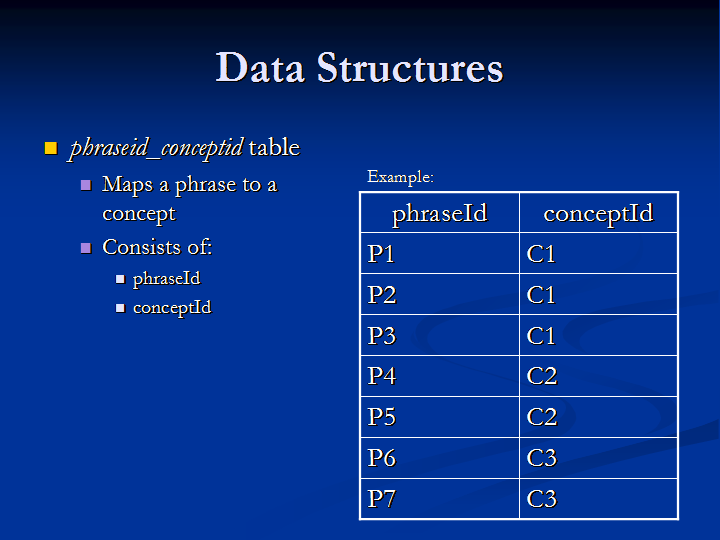 Data Structures
phraseid_conceptid table
Maps a phrase to a
concept
Consists of:
phraseId
conceptId
Example:
phraseId conceptId
P1 C1
P2 C1
P3 C1
P4 C2
P5 C2
P6 C3
P7 C3